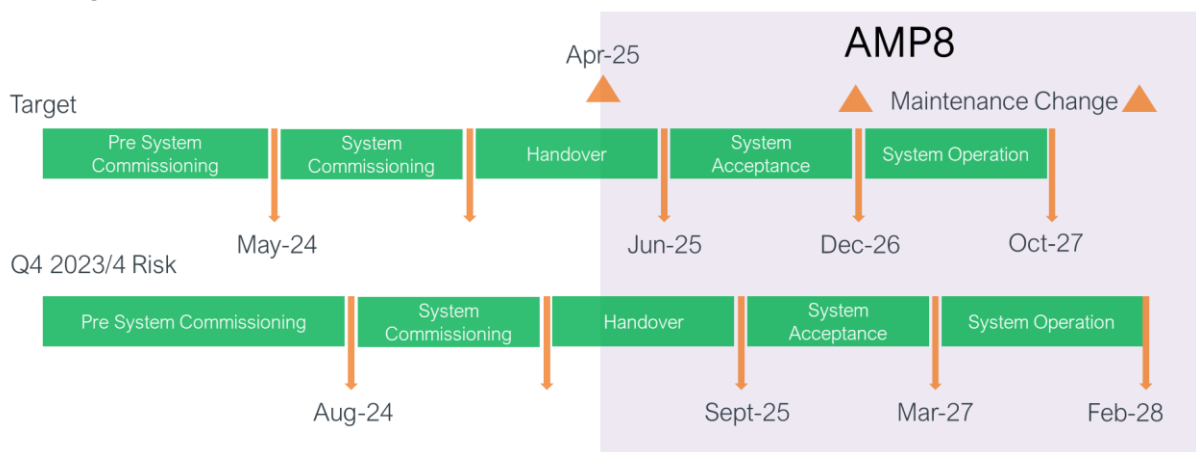 AMP8
Apr-25
Target
Maintenance Change
Pre System
Commissioning
System
Commissioning
Handover
System
Acceptance
System Operation
May-24
Jun-25
Dec-26
Oct-27
Q4 2023/4 Risk
Pre System Commissioning
System
Commissioning
Handover
System
Acceptance
System Operation
Aug-24
Sept-25
Mar-27
Feb-28